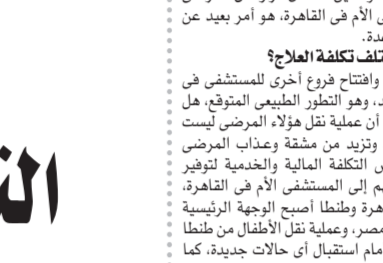 ى الأم فى القاهرة، هو أمر بعيد عن
عدة.
تلف تكلفة العلاج؟
وافتتاح فروع أخرى للمستشفى فى
د، وهو التطور الطبيعى المتوقع، هل
أن عملية نقل هؤلاء المرضى ليست
وتزيد من مشقة وعذاب المرضى
س التكلفة المالية والخدمية لتوفير
هم إلى المستشفى الأم فى القاهرة،
هرة وطنطا أصبح الوجهة الرئيسية
مصر، وعملية نقل الأطفال من طنطا
مام استقبال أى حالات جديدة، كما